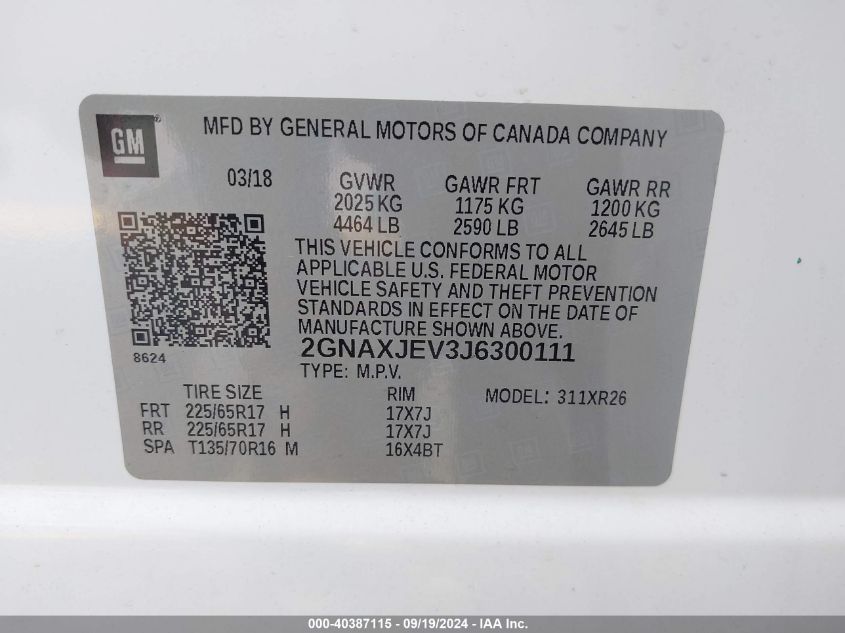 GM ®
MFD BY GENERAL MOTORS OF CANADA COMPANY
03/18 GVWR GAWR FRT GAWR RR
2025 KG 1175 KG 1200 KG
4464 LB 2590 LB 2645 LB
THIS VEHICLE CONFORMS TO ALL
APPLICABLE U.S. FEDERAL MOTOR
VEHICLE SAFETY AND THEFT PREVENTION
STANDARDS IN EFFECT ON THE DATE OF
MANUFACTURE SHOWN ABOVE.
8624 2GNAXJEV3J6300111
TYPE: M.P.V.
TIRE SIZE RIM MODEL: 311XR26
FRT 225/65R17 H 17X7J
RR 225/65R17 H 17X7J
SPA T135/70R16 M 16X4BT
000-40387115 - 09/19/2024 - IAA Inc.